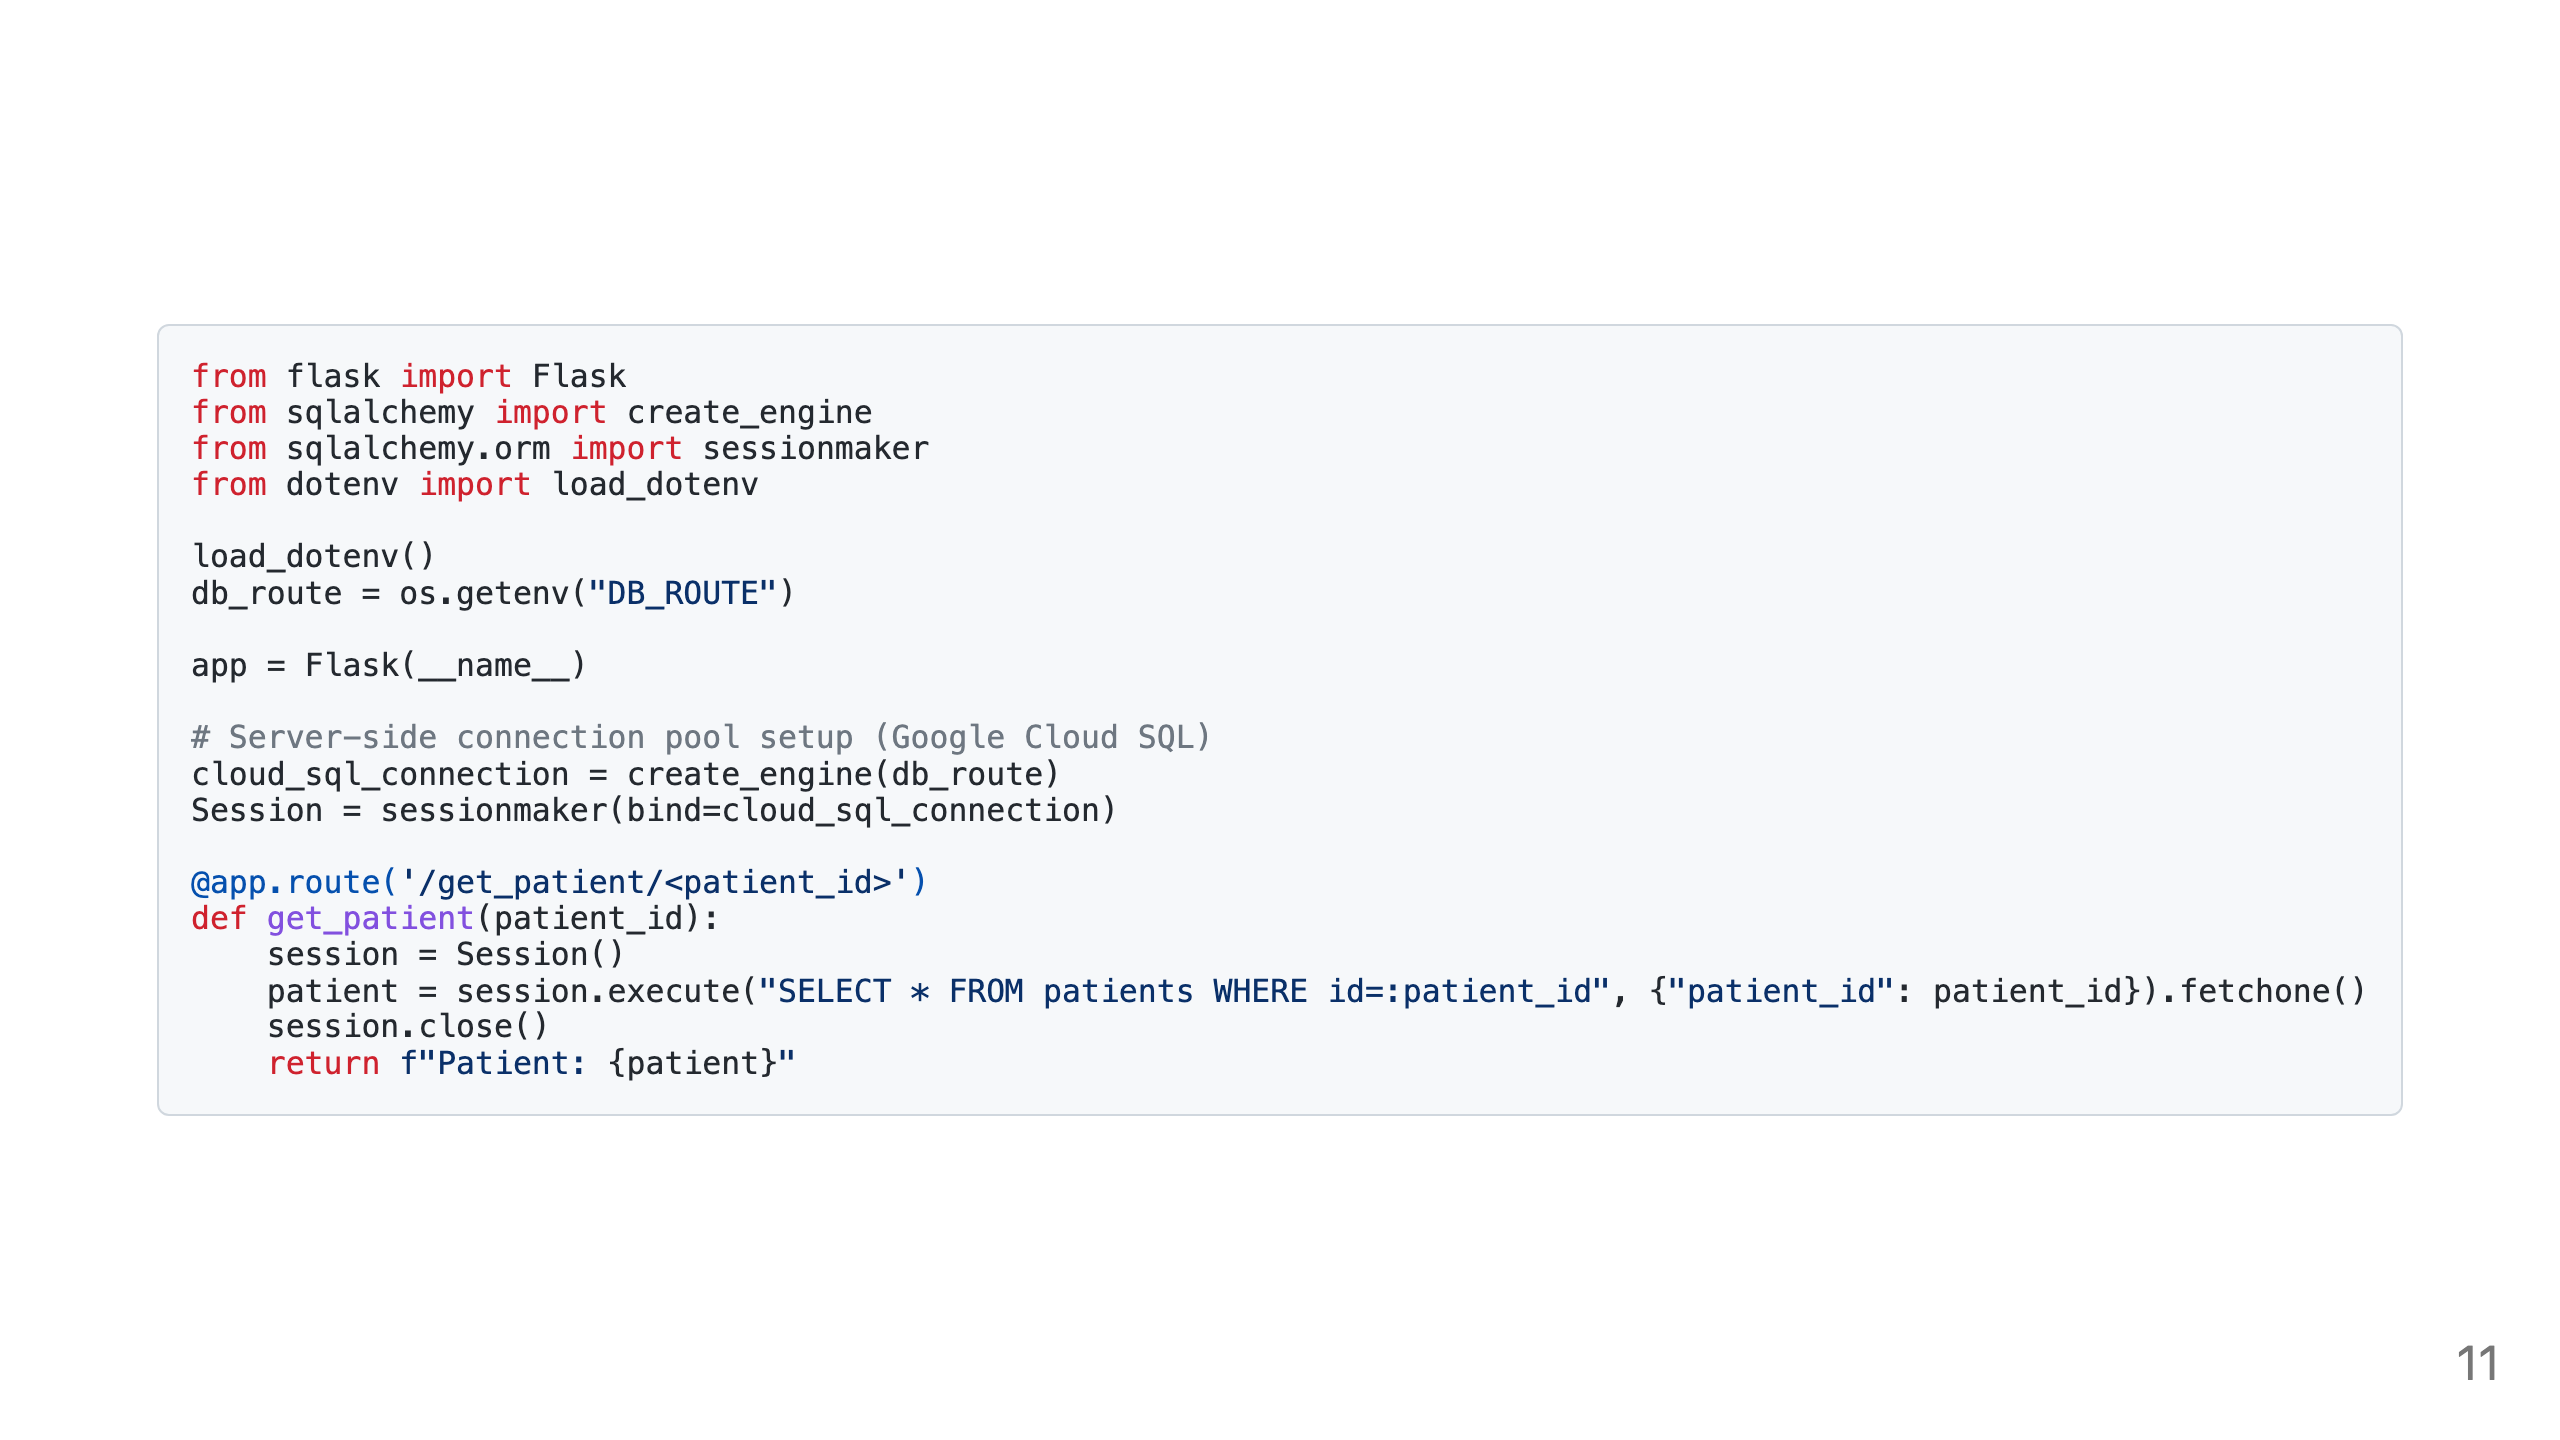 from flask import Flask
from sqlalchemy import create_engine
from sqlalchemy.orm import sessionmaker
from dotenv import load_dotenv

load_dotenv()
db_route = os.getenv("DB_ROUTE")

app = Flask(__name__)

# Server-side connection pool setup (Google Cloud SQL)
cloud_sql_connection = create_engine(db_route)
Session = sessionmaker(bind=cloud_sql_connection)

@app.route('/get_patient/<patient_id>')
def get_patient(patient_id):
    session = Session()
    patient = session.execute("SELECT * FROM patients WHERE id=:patient_id", {"patient_id": patient_id}).fetchone()
    session.close()
    return f"Patient: {patient}"
11